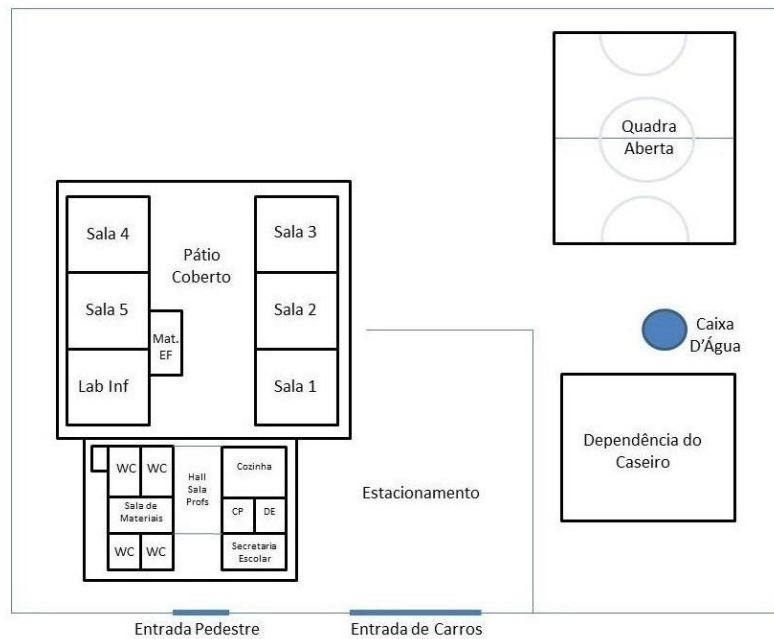 Quadra
Aberta
Sala 4
Sala 3
Pátio
Coberto
Sala 5
Sala 2
Mat.
EF
Caixa
D'Água
Lab Inf
Sala 1
Dependência do
Caseiro
WC
WC
Hall
Sala
Profs
Cozinha
Estacionamento
Sala de
Materiais
CP
DE
WC
WC
Secretaria
Escolar
Entrada Pedestre
Entrada de Carros